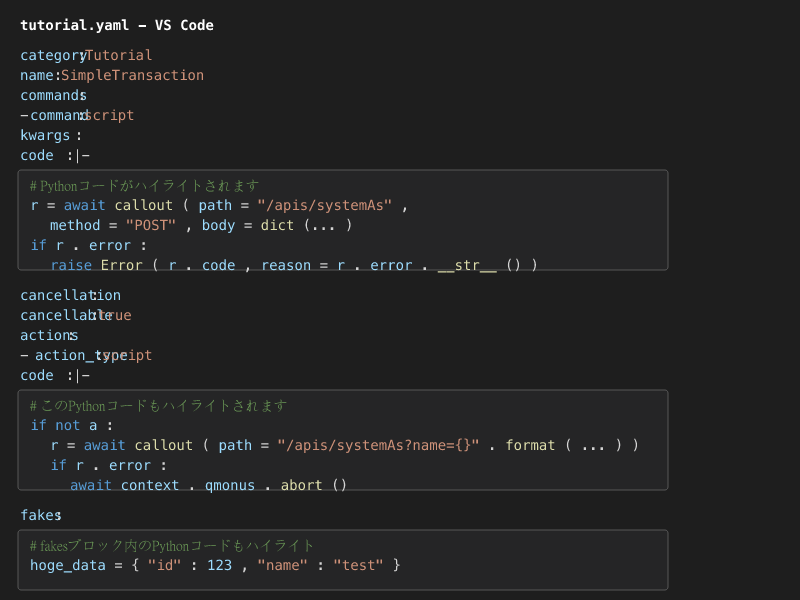 tutorial.yaml - VS Code
category:Tutorial
name:SimpleTransaction
commands:
-command:script
kwargs :
code :|-
# Pythonコードがハイライトされます
r = await callout ( path = "/apis/systemAs" ,
method = "POST" , body = dict (... )
if r . error :
raise Error ( r . code , reason = r . error . __str__ () )
cancellation:
cancellable:true
actions:
- action_type:script
code :|-
# このPythonコードもハイライトされます
if not a :
r = await callout ( path = "/apis/systemAs?name={}" . format ( ... ) )
if r . error :
await context . qmonus . abort ()
fakes:
# fakesブロック内のPythonコードもハイライト
hoge_data = { "id" : 123 , "name" : "test" }